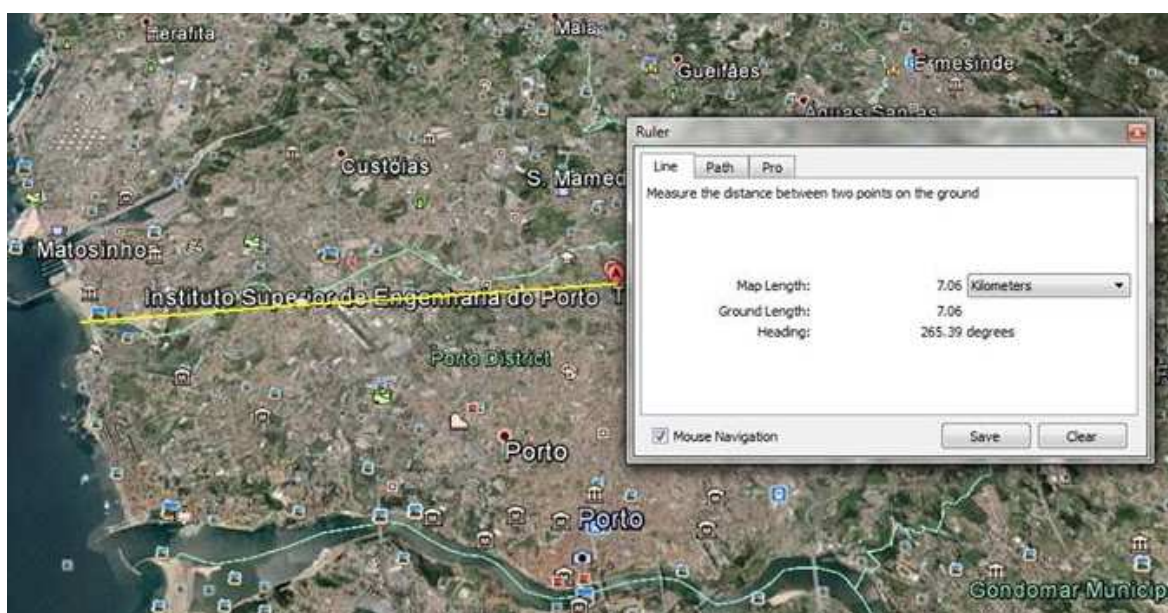 Perafita
Maia
Gueifães
Ermesinde
Águas Santas
Custóias
S. Mamed
Matosinho
Instituto Superior de Engenharia do Porto
Porto District
Porto
Porto
Gondomar Municip
Ruler
Line Path Pro
Measure the distance between two points on the ground
Map Length: 7.06 Kilometers
Ground Length: 7.06
Heading: 265.39 degrees
Mouse Navigation Save Clear